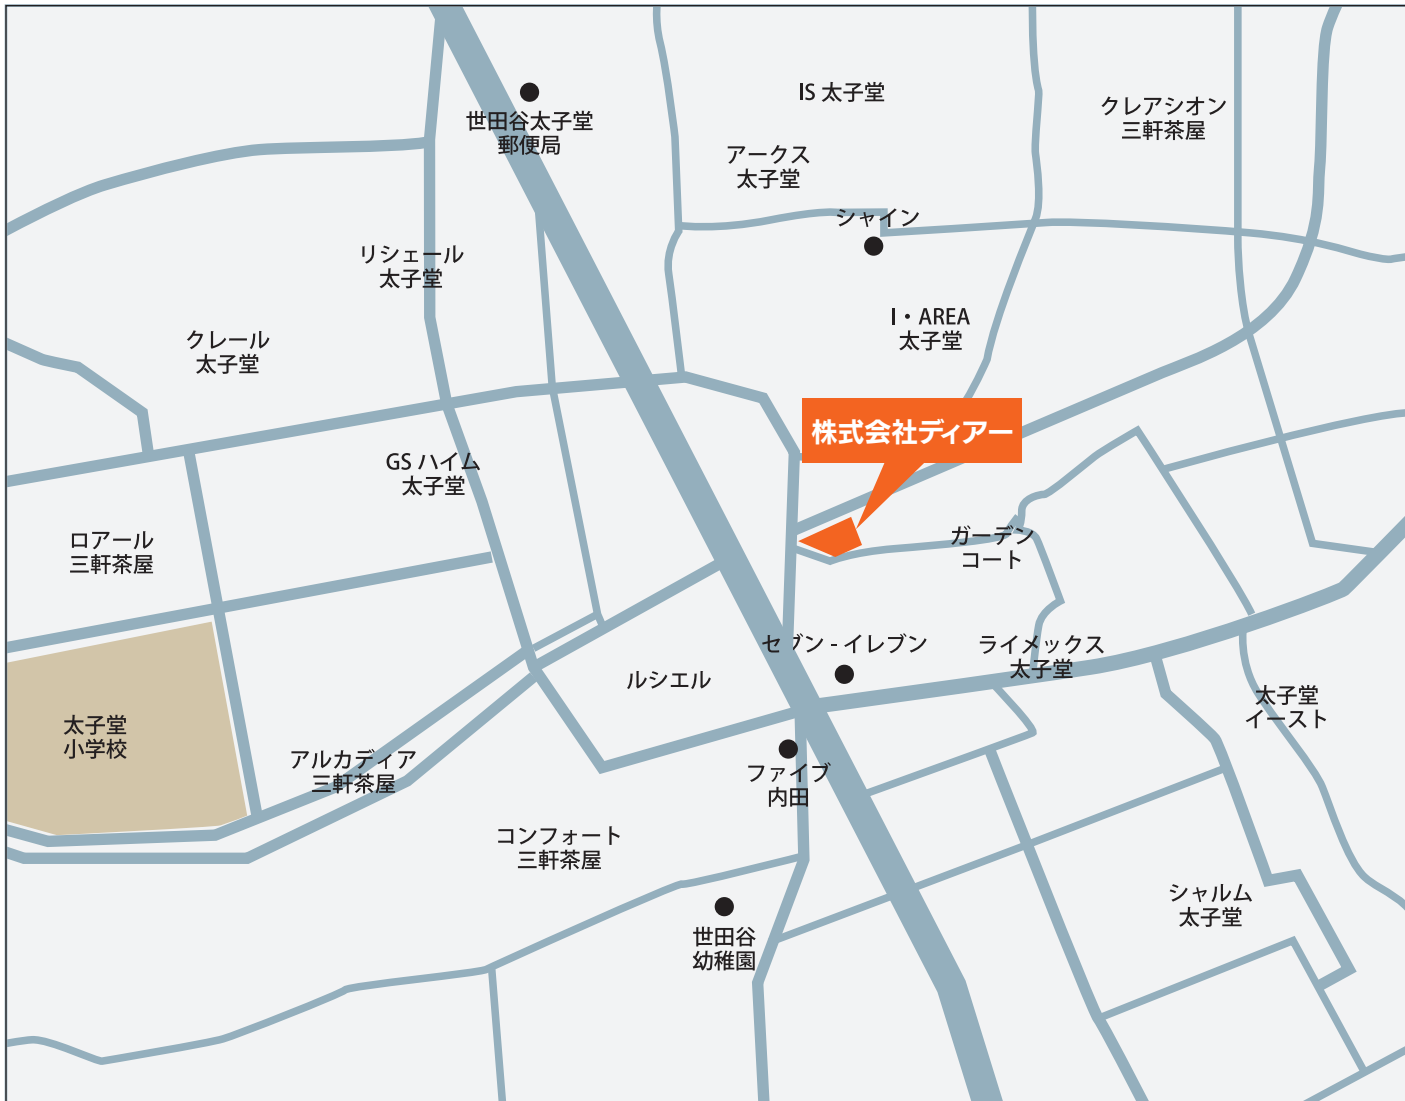 IS 太子堂
クレアシオン
三軒茶屋
世田谷太子堂
郵便局
アークス
太子堂
シャイン
リシェール
太子堂
I・AREA
太子堂
クレール
太子堂
株式会社ディアー
GS ハイム
太子堂
ロアール
三軒茶屋
ガーデン
コート
セブン - イレブン
ライメックス
太子堂
ルシエル
太子堂
イースト
太子堂
小学校
アルカディア
三軒茶屋
ファイブ
内田
コンフォート
三軒茶屋
シャルム
太子堂
世田谷
幼稚園